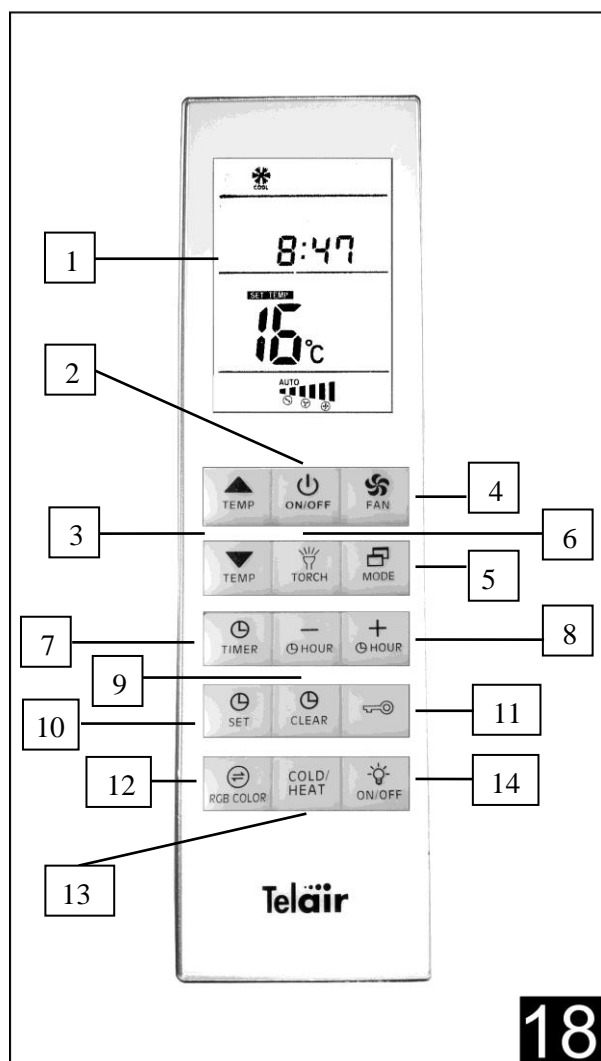 COOL
8:47
1
SET TEMP
16°C
2
AUTO
TEMP ON/OFF FAN
4
3
6
TEMP TORCH MODE
5
7
TIMER HOUR HOUR
8
9
10
SET CLEAR
11
12
RGB COLOR COLD/HEAT ON/OFF
14
13
Telair
18